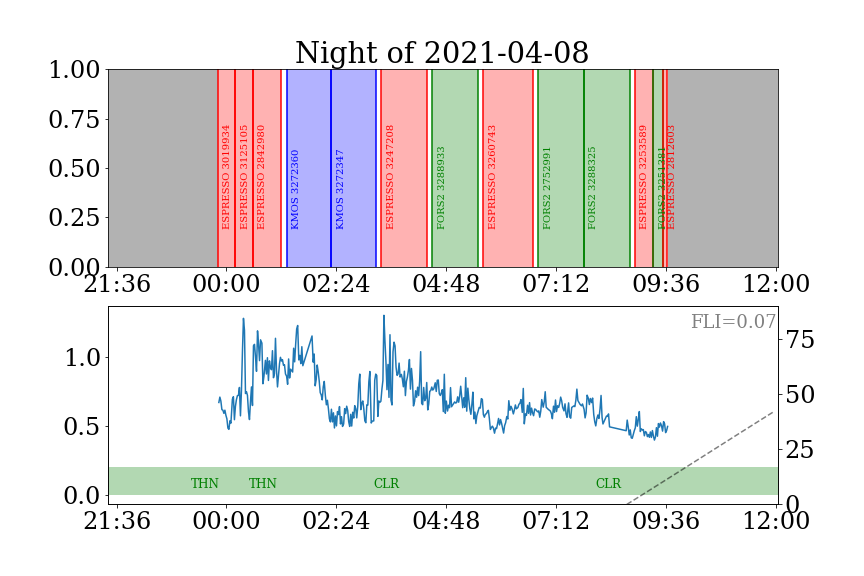 Night of 2021-04-08
1.00
0.75
0.50
0.25
0.00
ESPRESSO 3019934
ESPRESSO 3125105
ESPRESSO 2842980
KMOS 3272360
KMOS 3272347
ESPRESSO 3247208
FORS2 3288933
ESPRESSO 3260743
FORS2 2752991
FORS2 3288325
ESPRESSO 3253589
FORS2 3251281
ESPRESSO 2812603
21:36 00:00 02:24 04:48 07:12 09:36 12:00
FLI=0.07
1.0
0.5
0.0
75
50
25
0
THN THN CLR CLR
21:36 00:00 02:24 04:48 07:12 09:36 12:00